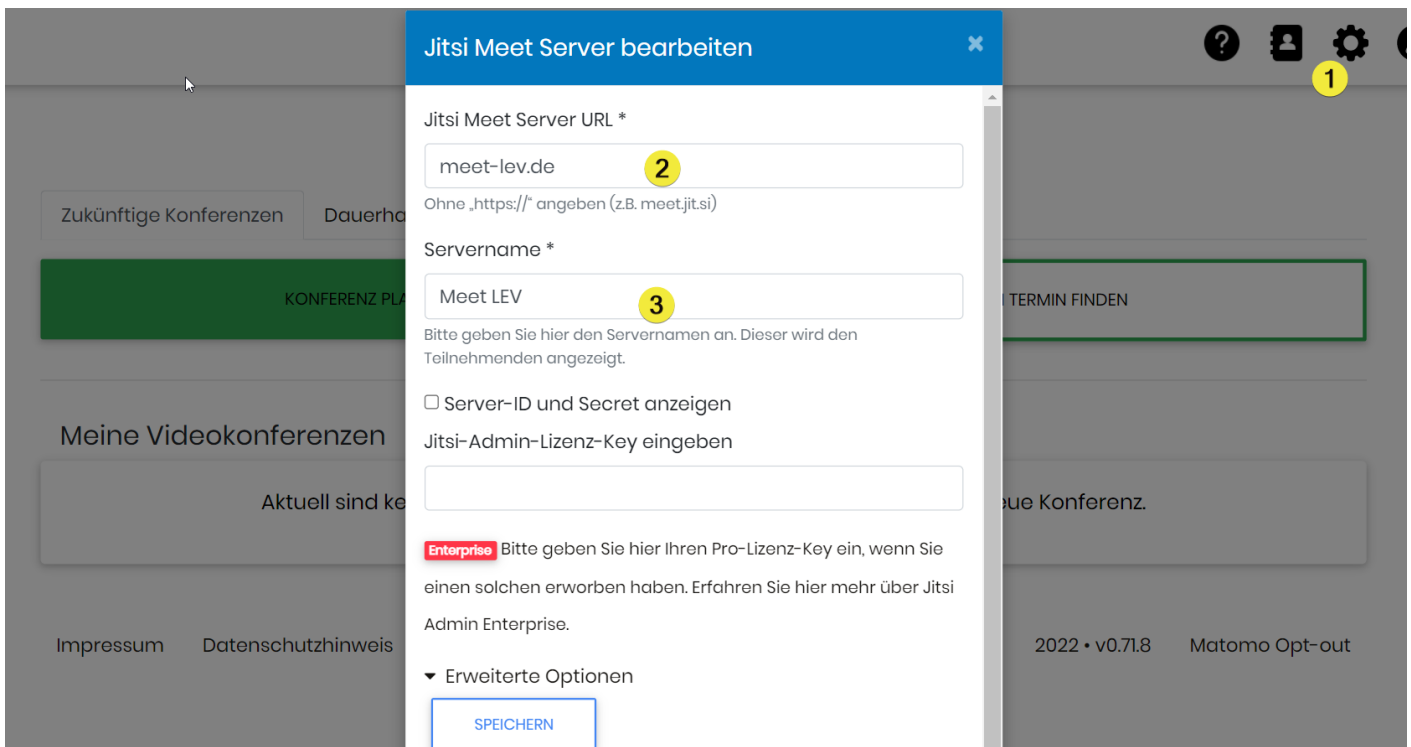 Jitsi Meet Server bearbeiten
×
?
1
Jitsi Meet Server URL *
meet-lev.de
2
Ohne „https://“ angeben (z.B. meet.jit.si)
Zukünftige Konferenzen
Servername *
KONFERENZ
Meet LEV
3
TERMIN FINDEN
Bitte geben Sie hier den Servernamen an. Dieser wird den
Teilnehmenden angezeigt.
Server-ID und Secret anzeigen
Meine Videokonferenzen
Jitsi-Admin-Lizenz-Key eingeben
Aktuell sind
Konferenz.
Enterprise Bitte geben Sie hier Ihren Pro-Lizenz-Key ein, wenn Sie
einen solchen erworben haben. Erfahren Sie hier mehr über Jitsi
Admin Enterprise.
Impressum Datenschutzhinweis
2022 • v0.71.8 Matomo Opt-out
Erweiterte Optionen
SPEICHERN